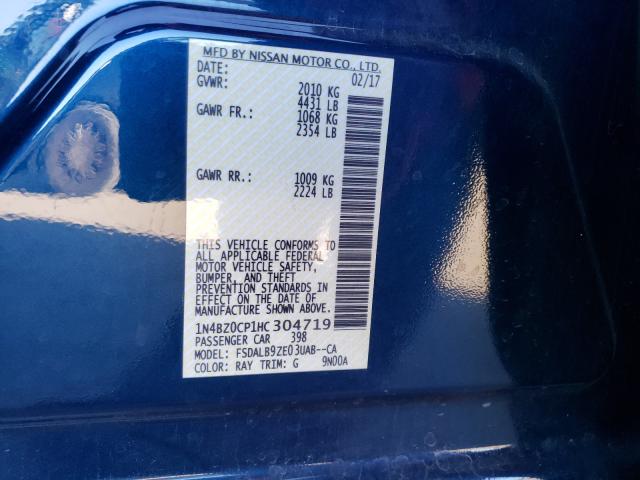 MFD BY NISSAN MOTOR CO., LTD.
DATE: 02/17
GVWR: 2010 KG
4431 LB
GAWR FR.: 1068 KG
2354 LB
GAWR RR.: 1009 KG
2224 LB
THIS VEHICLE CONFORMS TO
ALL APPLICABLE FEDERAL
MOTOR VEHICLE SAFETY,
BUMPER, AND THEFT
PREVENTION STANDARDS IN
EFFECT ON THE DATE OF
MANUFACTURE SHOWN ABOVE.
1N4BZ0CP1HC304719
PASSENGER CAR 398
MODEL: FSDALB9ZE03UAB--CA
COLOR: RAY TRIM: G 9N00A